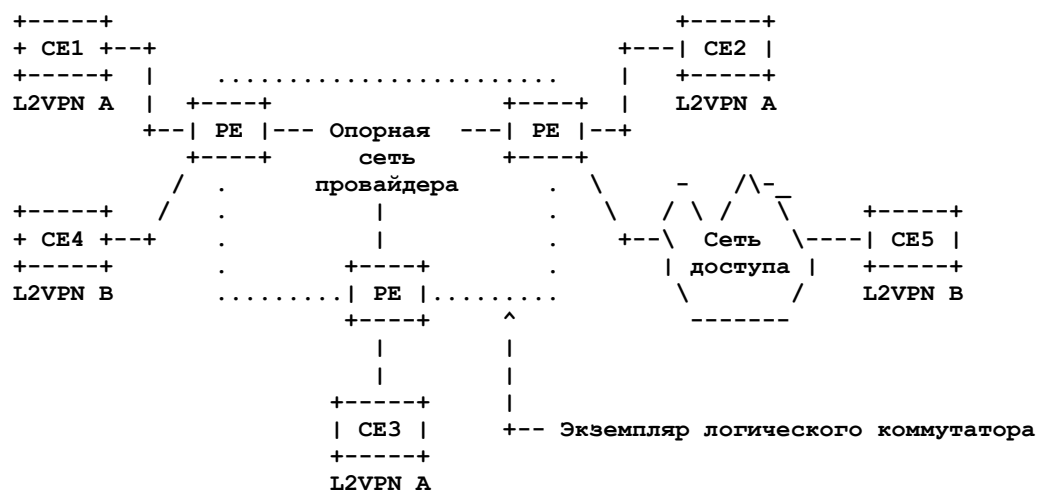 CE1 CE2
L2VPN A L2VPN A
PE Опорная PE
сеть
провайдера
CE4 Сеть CE5
доступа
L2VPN B PE L2VPN B
CE3 Экземпляр логического коммутатора
L2VPN A